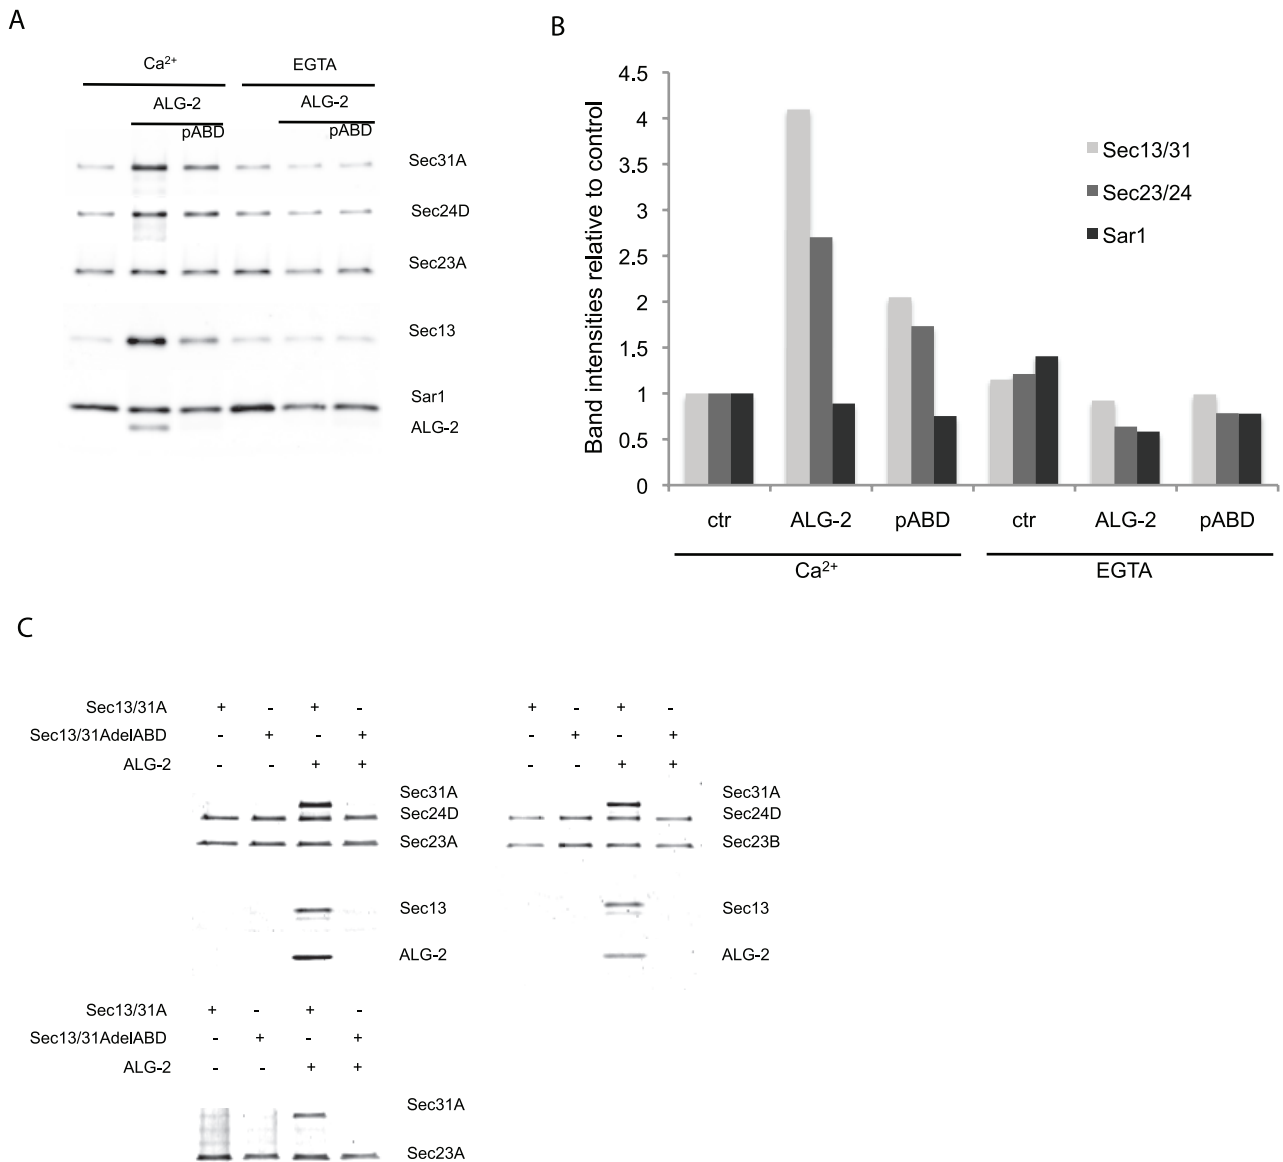 A
Ca²⁺ EGTA
ALG-2 ALG-2
pABD pABD
Sec31A
Sec24D
Sec23A
Sec13
Sar1
ALG-2
B
Band intensities relative to control
4.5
4
3.5
3
2.5
2
1.5
1
0.5
0
Sec13/31
Sec23/24
Sar1
ctr ALG-2 pABD ctr ALG-2 pABD
Ca²⁺ EGTA
C
Sec13/31A + - + -
Sec13/31AdelABD - + - +
ALG-2 - - + +
Sec31A
Sec24D
Sec23A
Sec13
ALG-2
+ - + -
- + - +
- - + +
Sec31A
Sec24D
Sec23B
Sec13
ALG-2
Sec13/31A + - + -
Sec13/31AdelABD - + - +
ALG-2 - - + +
Sec31A
Sec23A